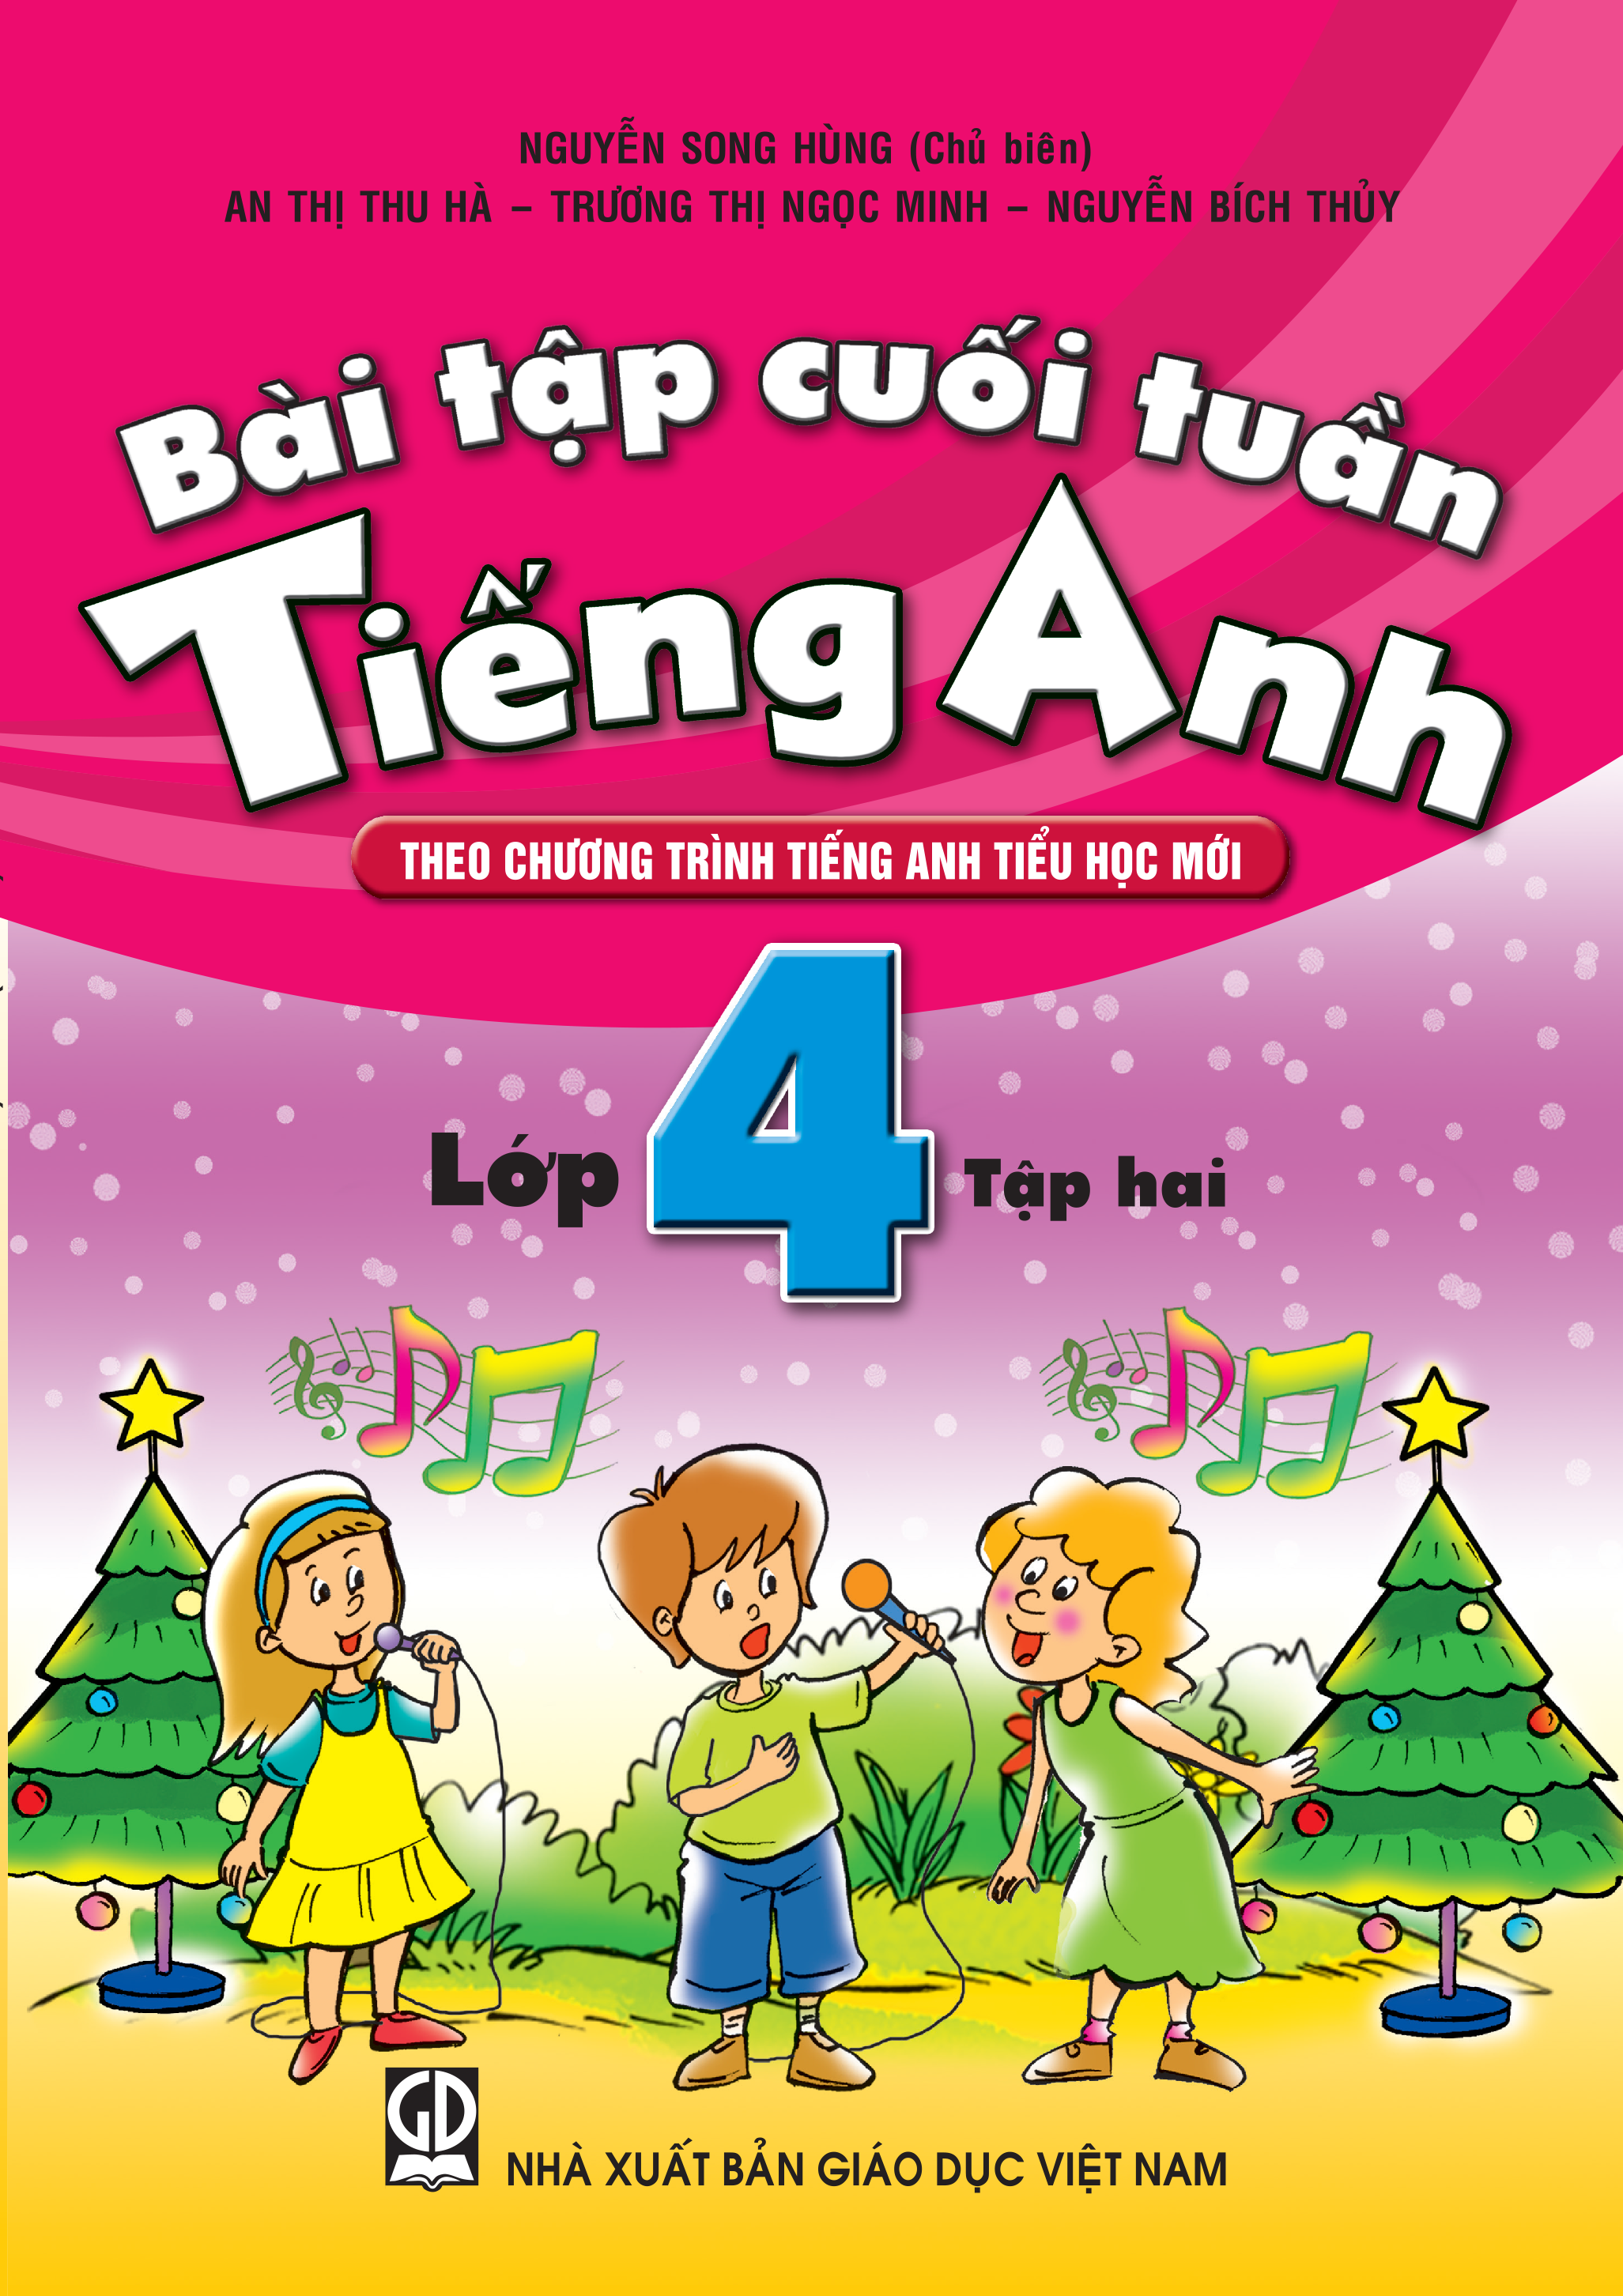 NGUYỄN SONG HÙNG (Chủ biên)
AN THỊ THU HÀ – TRƯƠNG THỊ NGỌC MINH – NGUYỄN BÍCH THỦY
Bài tập cuối tuần
Tiếng Anh
THEO CHƯƠNG TRÌNH TIẾNG ANH TIỂU HỌC MỚI
Lớp 4 Tập hai
GD
NHÀ XUẤT BẢN GIÁO DỤC VIỆT NAM